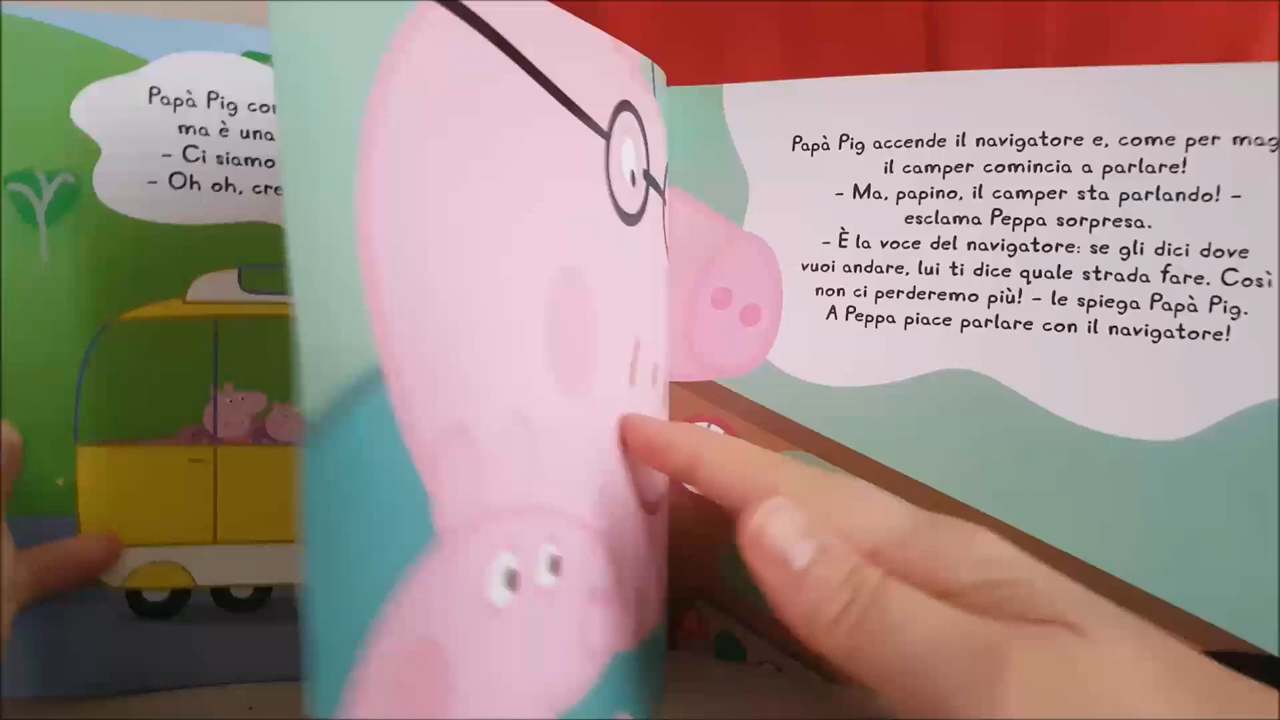 Papà Pig
ma è una
- Ci siamo
- Oh oh,
Papà Pig accende il navigatore e, come per
il camper comincia a parlare!
- Ma, papino, il camper sta parlando! -
esclama Peppa sorpresa.
- È la voce del navigatore: se gli dici dove
vuoi andare, lui ti dice quale strada fare. Così
non ci perderemo più! - le spiega Papà Pig.
A Peppa piace parlare con il navigatore!